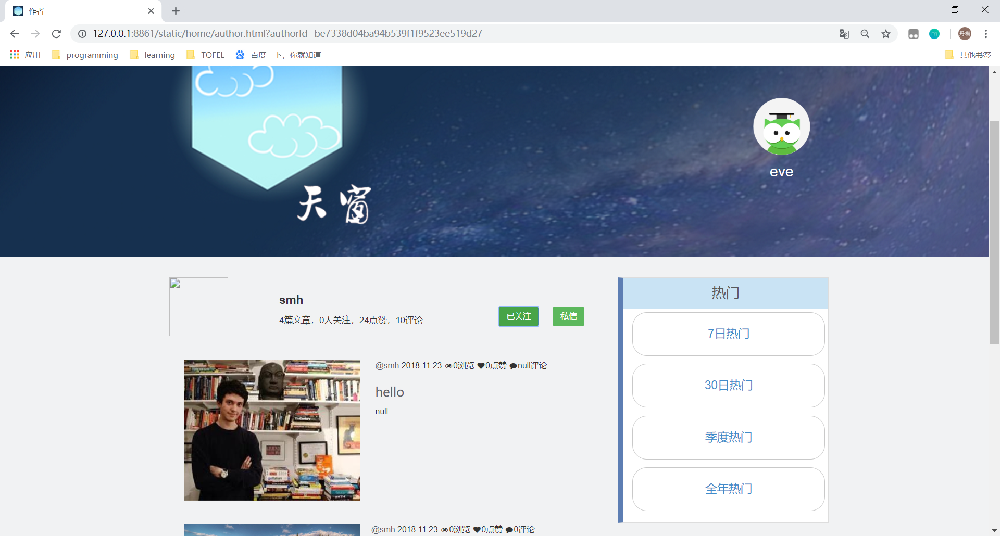 作者
127.0.0.1:8861/static/home/author.html?authorId=be7338d04ba94b539f1f9523ee519d27
丹梅
应用 programming learning TOFEL 百度一下，你就知道 其他书签
eve
天窗
smh
4篇文章，0人关注，24点赞，10评论
已关注 私信
@smh 2018.11.23 0浏览 0点赞 null评论
hello
null
@smh 2018.11.23 0浏览 0点赞 0评论
热门
7日热门
30日热门
季度热门
全年热门